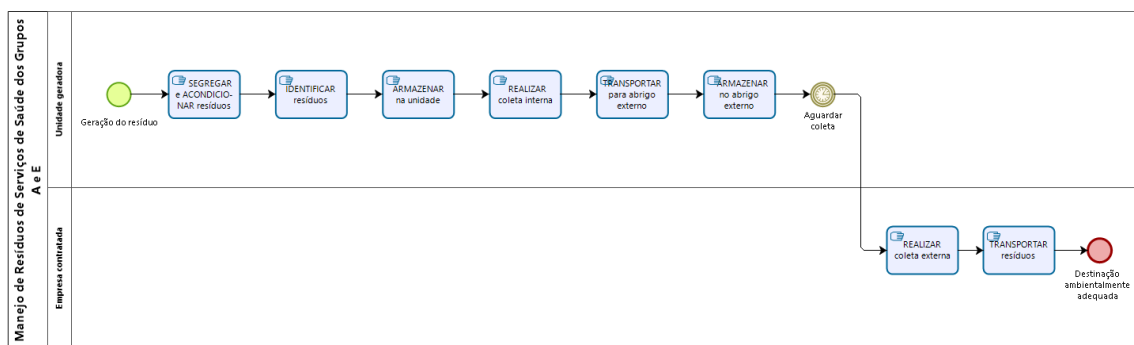 Manejo de Resíduos de Serviços de Saúde dos Grupos
A e E
Unidade geradora
Geração do resíduo
SEGREGAR
e ACONDICIO-
NAR resíduos
IDENTIFICAR
resíduos
ARMAZENAR
na unidade
REALIZAR
coleta interna
TRANSPORTAR
para abrigo
externo
ARMAZENAR
no abrigo
externo
Aguardar
coleta
Empresa contratada
REALIZAR
coleta externa
TRANSPORTAR
resíduos
Destinação
ambientalmente
adequada